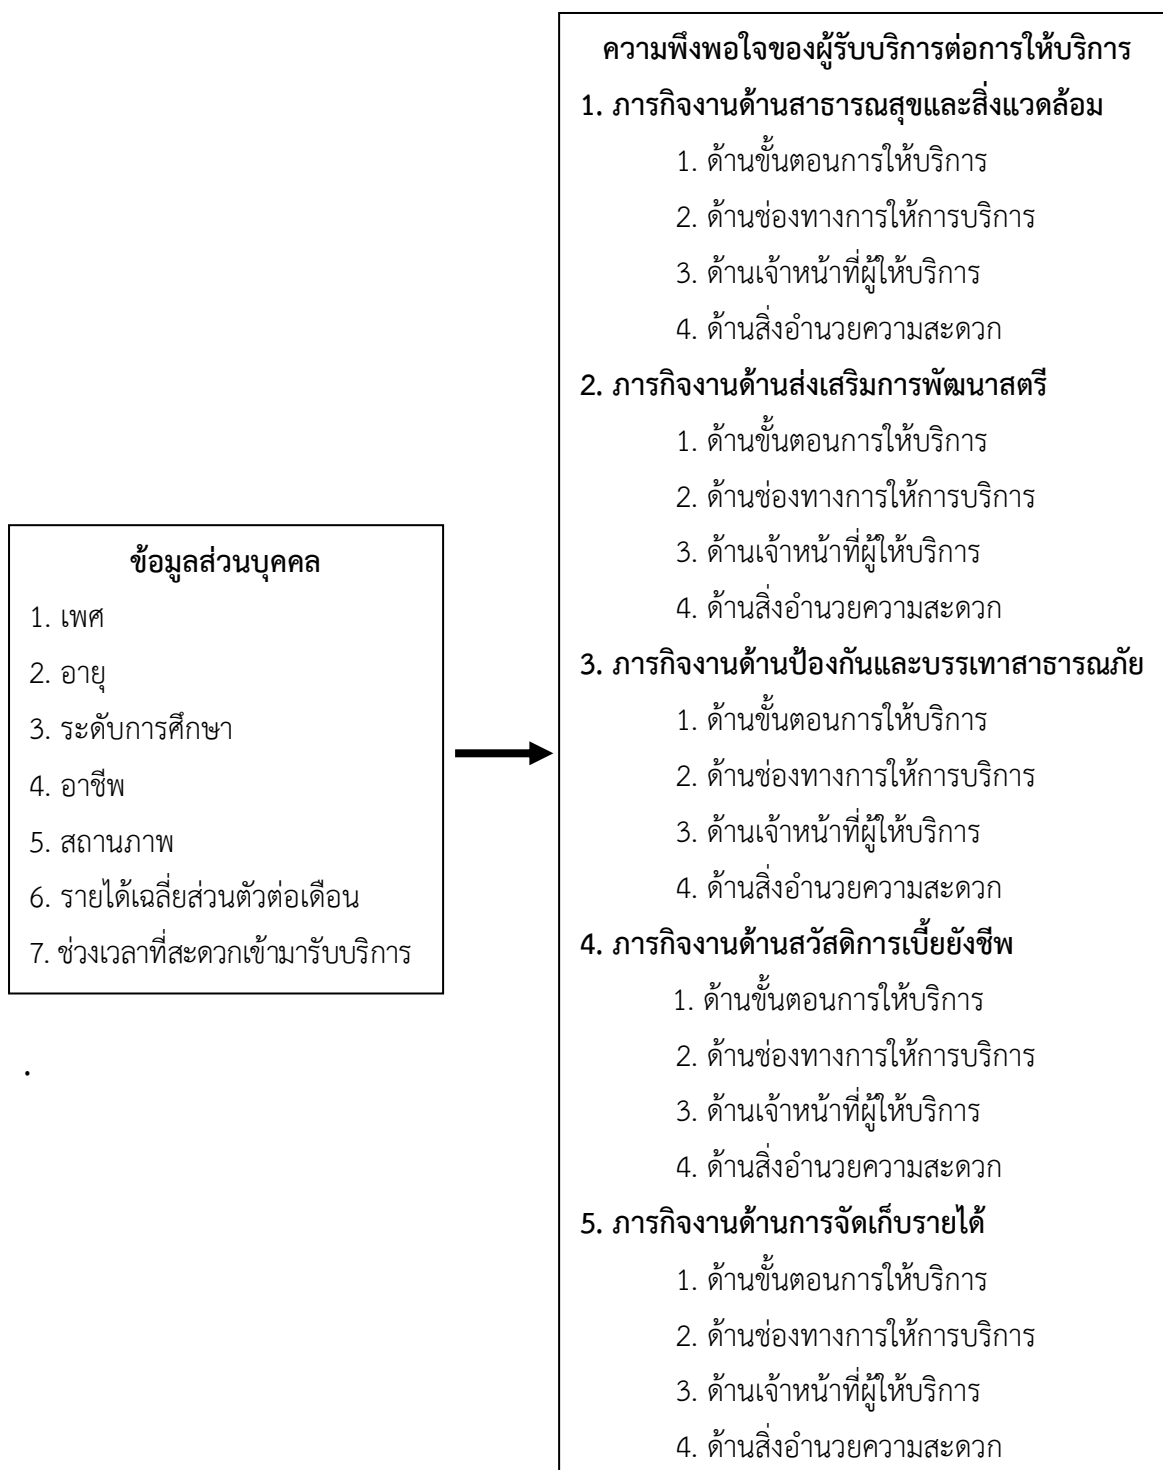 ความพึงพอใจของผู้รับบริการต่อการให้บริการ
1. ภารกิจงานด้านสาธารณสุขและสิ่งแวดล้อม
1. ด้านขั้นตอนการให้บริการ
2. ด้านช่องทางการให้การบริการ
3. ด้านเจ้าหน้าที่ผู้ให้บริการ
4. ด้านสิ่งอำนวยความสะดวก
2. ภารกิจงานด้านส่งเสริมการพัฒนาสตรี
1. ด้านขั้นตอนการให้บริการ
2. ด้านช่องทางการให้การบริการ
3. ด้านเจ้าหน้าที่ผู้ให้บริการ
4. ด้านสิ่งอำนวยความสะดวก
3. ภารกิจงานด้านป้องกันและบรรเทาสาธารณภัย
1. ด้านขั้นตอนการให้บริการ
2. ด้านช่องทางการให้การบริการ
3. ด้านเจ้าหน้าที่ผู้ให้บริการ
4. ด้านสิ่งอำนวยความสะดวก
4. ภารกิจงานด้านสวัสดิการเบี้ยยังชีพ
1. ด้านขั้นตอนการให้บริการ
2. ด้านช่องทางการให้การบริการ
3. ด้านเจ้าหน้าที่ผู้ให้บริการ
4. ด้านสิ่งอำนวยความสะดวก
5. ภารกิจงานด้านการจัดเก็บรายได้
1. ด้านขั้นตอนการให้บริการ
2. ด้านช่องทางการให้การบริการ
3. ด้านเจ้าหน้าที่ผู้ให้บริการ
4. ด้านสิ่งอำนวยความสะดวก
ข้อมูลส่วนบุคคล
1. เพศ
2. อายุ
3. ระดับการศึกษา
4. อาชีพ
5. สถานภาพ
6. รายได้เฉลี่ยส่วนตัวต่อเดือน
7. ช่วงเวลาที่สะดวกเข้ามารับบริการ
.